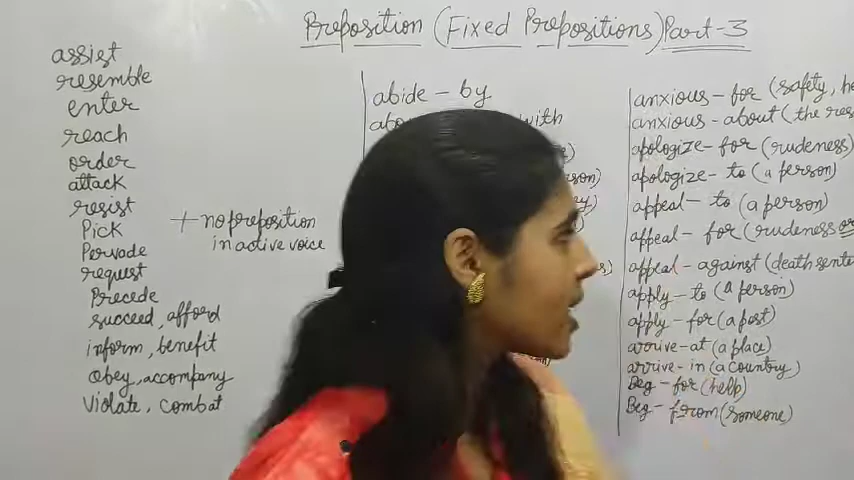 Preposition (Fixed Prepositions) Part-3
assist
resemble
enter
reach
order
attack
resist
Pick
Pervade
request
Precede
succeed, afford
inform, benefit
obey, accompany
violate, combat
+ no preposition
in active voice
abide - by
with
anxious - for (safety,
anxious - about (the
apologize - for (rudeness)
apologize - to (a person)
appeal - to (a person)
appeal - for (rudeness or
appeal - against (death
apply - to (a person)
apply - for (a post)
arrive - at (a place)
arrive - in (a country)
Beg - for (help)
Beg - from (someone)